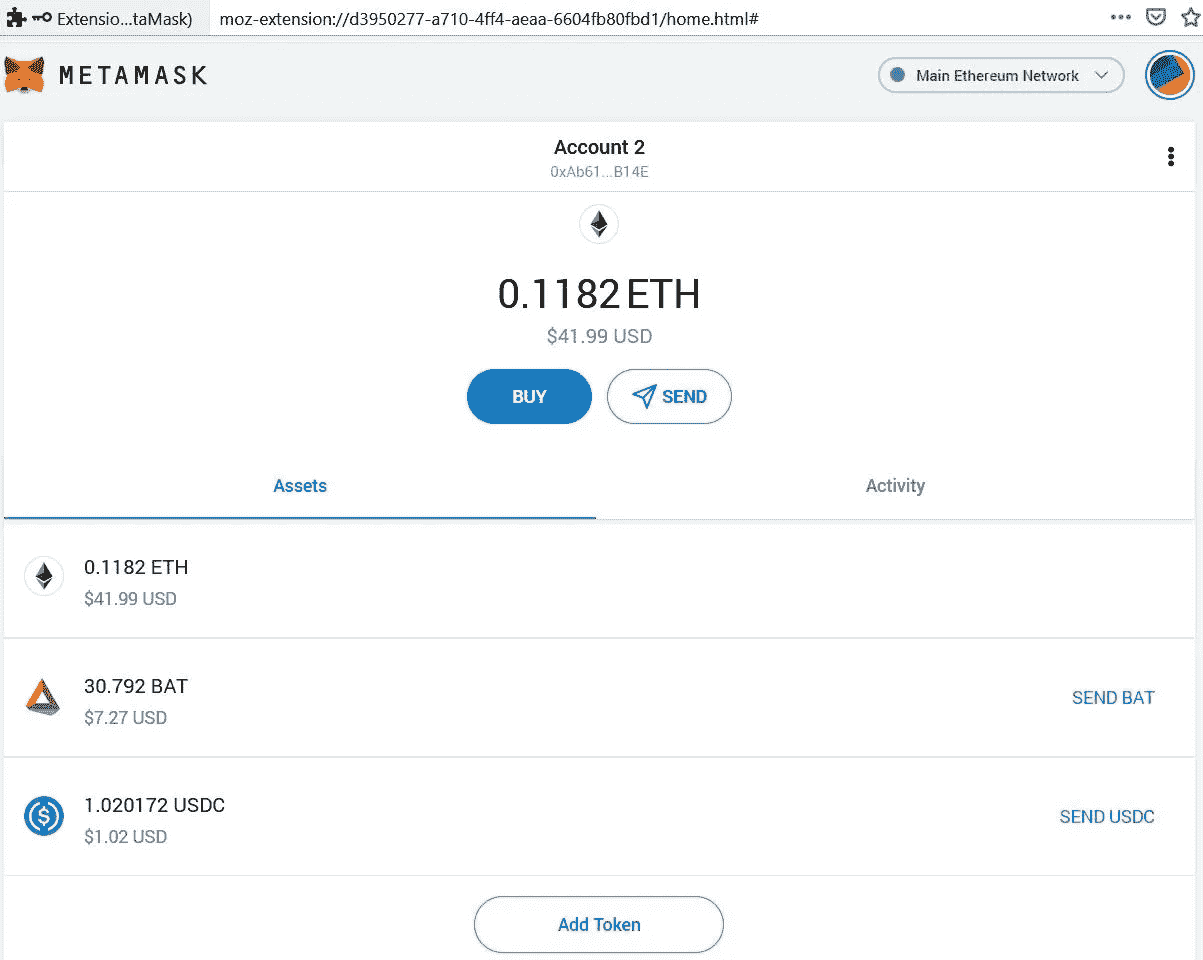 Extensio...taMask)
moz-extension://d3950277-a710-4ff4-aeaa-6604fb80fbd1/home.html#
METAMASK
Main Ethereum Network
Account 2
0xAb61...B14E
0.1182 ETH
$41.99 USD
BUY
SEND
Assets
Activity
0.1182 ETH
$41.99 USD
30.792 BAT
$7.27 USD
SEND BAT
1.020172 USDC
$1.02 USD
SEND USDC
Add Token